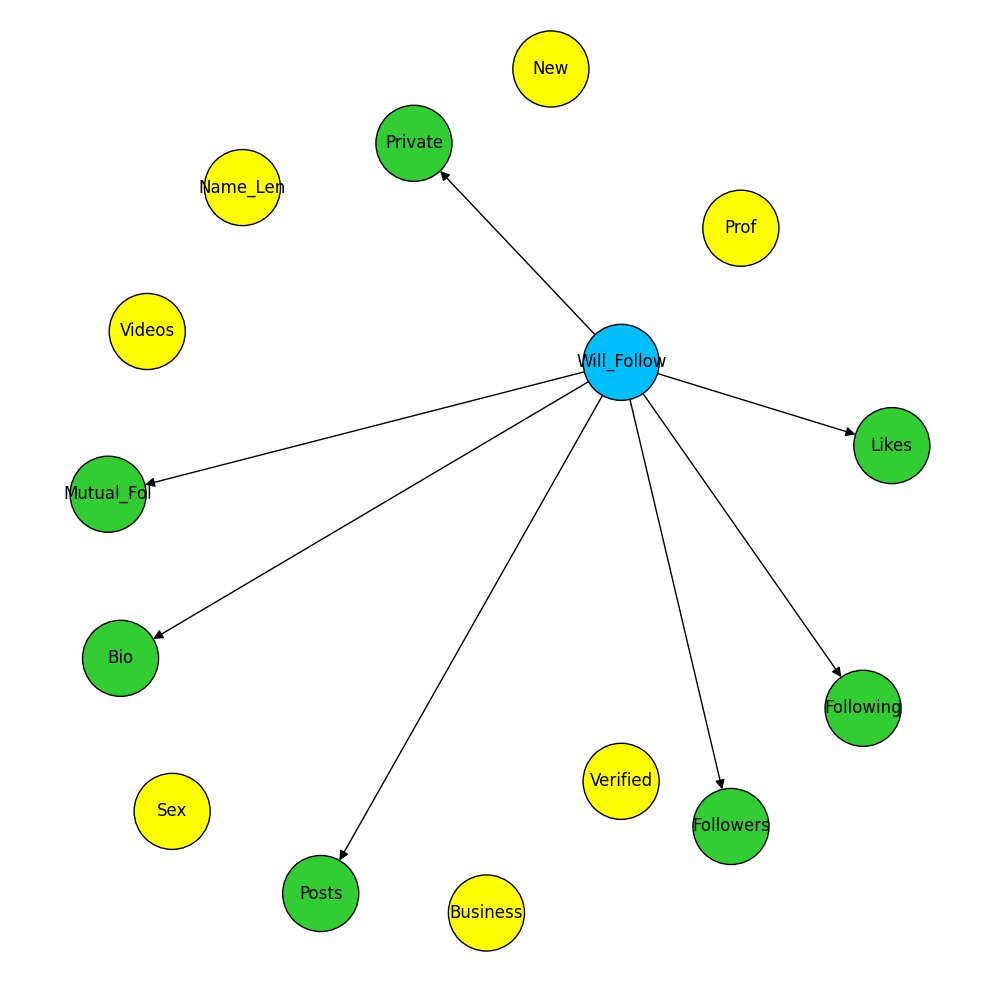 New
Private
Name_Len
Prof
Videos
Will_Follow
Likes
Mutual_Fol
Bio
Following
Verified
Sex
Followers
Posts
Business